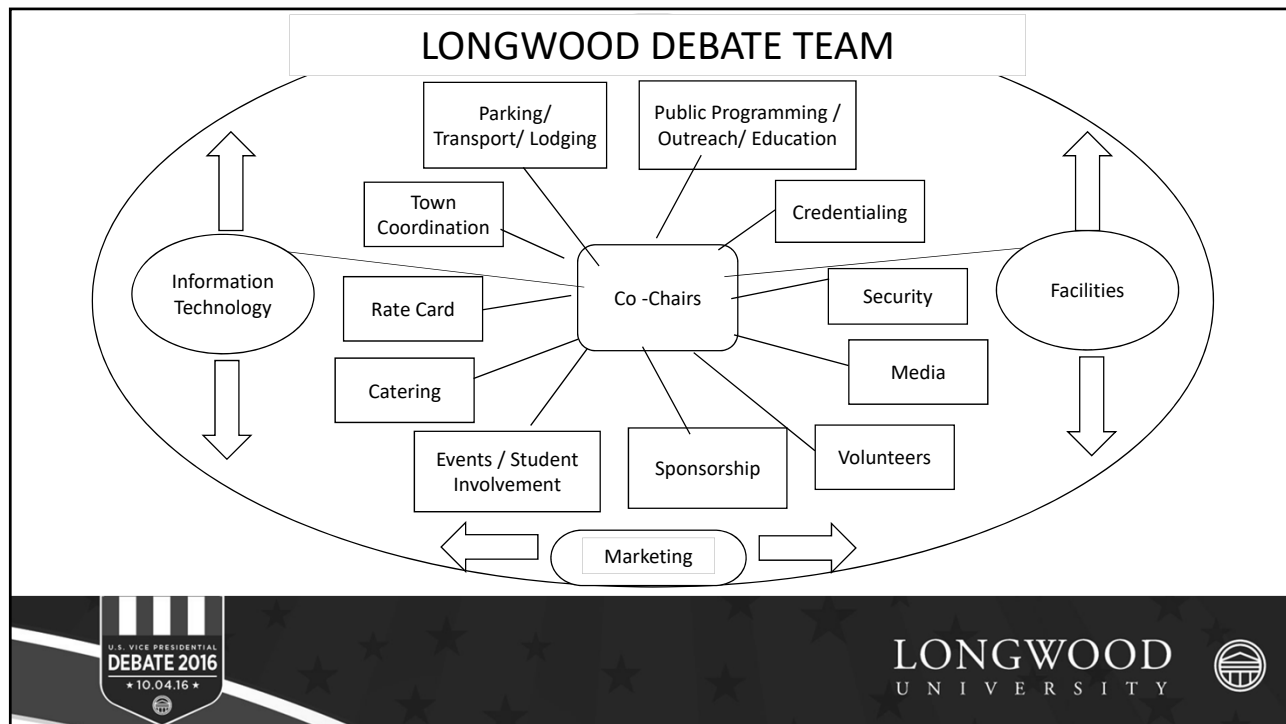 LONGWOOD DEBATE TEAM
Parking/
Transport/ Lodging
Public Programming /
Outreach/ Education
Town
Coordination
Credentialing
Information
Technology
Rate Card
Co -Chairs
Security
Facilities
Catering
Media
Events / Student
Involvement
Sponsorship
Volunteers
Marketing
U.S. VICE PRESIDENTIAL
DEBATE 2016
★ 10.04.16 ★
LONGWOOD
UNIVERSITY